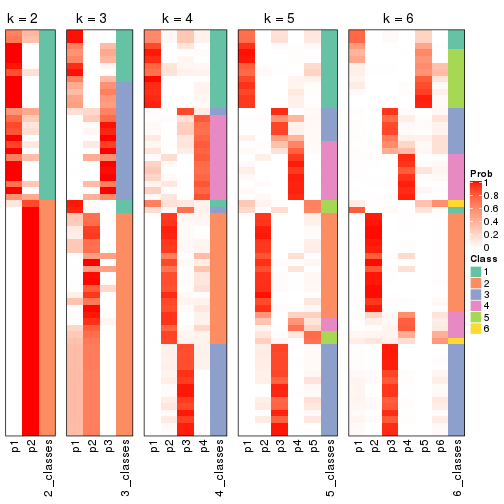 k = 2
k = 3
k = 4
k = 5
k = 6
p1
p2
2_classes
p1
p2
p3
3_classes
p1
p2
p3
p4
4_classes
p1
p2
p3
p4
p5
5_classes
p1
p2
p3
p4
p5
p6
6_classes
Prob
1
0.8
0.6
0.4
0.2
0
Class
1
2
3
4
5
6